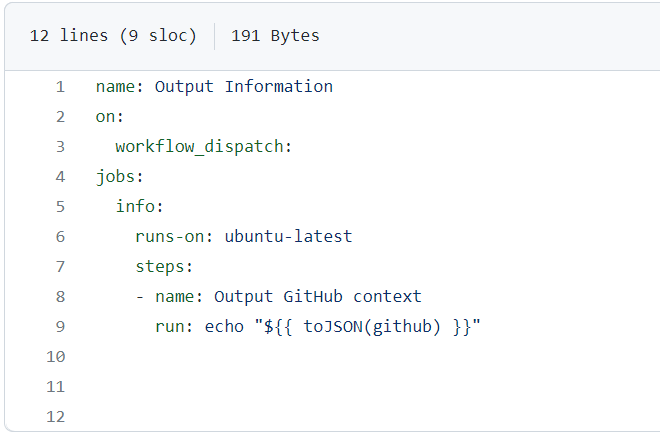 12 lines (9 sloc) 191 Bytes
1 name: Output Information
2 on:
3   workflow_dispatch:
4 jobs:
5   info:
6     runs-on: ubuntu-latest
7     steps:
8     - name: Output GitHub context
9       run: echo "${{ toJSON(github) }}"
10
11
12